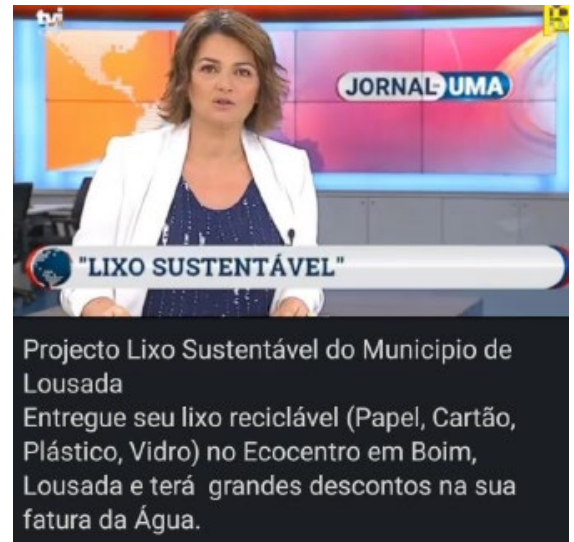 tvi
JORNAL DA UMA
"LIXO SUSTENTÁVEL"
Projecto Lixo Sustentável do Municipio de
Lousada
Entregue seu lixo reciclável (Papel, Cartão,
Plástico, Vidro) no Ecocentro em Boim,
Lousada e terá  grandes descontos na sua
fatura da Água.